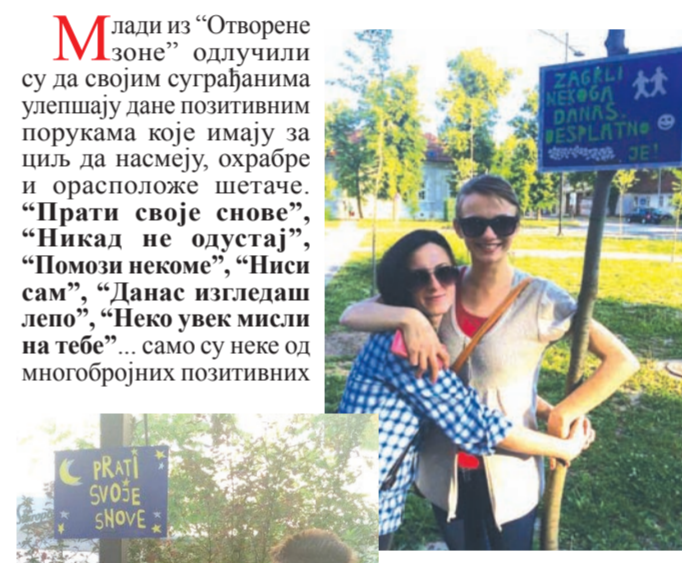 Млади из “Отворене
зоне” одлучили
су да својим суграђанима
улепшају дане позитивним
порукама које имају за
циљ да насмеју, охрабре
и орасположе шетаче.
“Прати своје снове”,
“Никад не одустај”,
“Помози некоме”, “Ниси
сам”, “Данас изгледаш
лепо”, “Неко увек мисли
на тебе”... само су неке од
многобројних позитивних
ZAGRLI
NEKOGA
DANAS.
BESPLATNO
JE!
PRATI
SVOJE
SNOVE